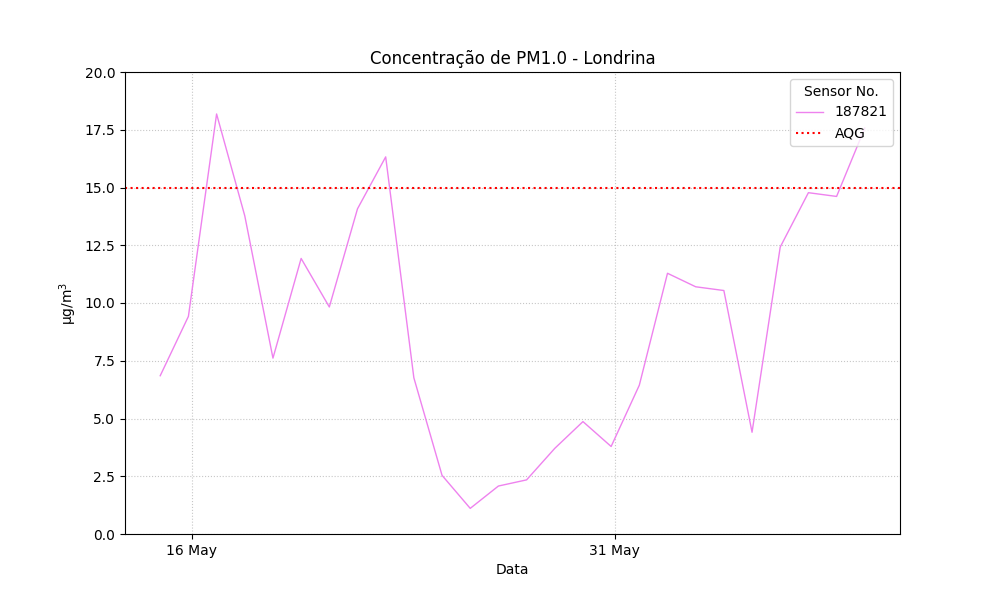 Concentração de PM1.0 - Londrina
Sensor No.
187821
AQG
20.0
17.5
15.0
12.5
10.0
7.5
5.0
2.5
0.0
µg/m³
16 May
31 May
Data